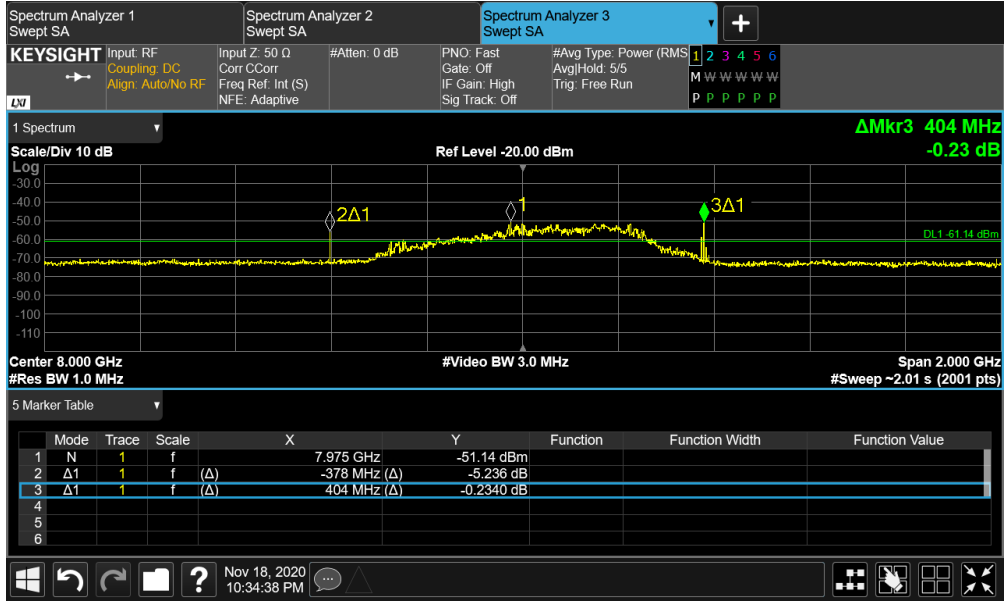 Spectrum Analyzer 1
Swept SA
Spectrum Analyzer 2
Swept SA
Spectrum Analyzer 3
Swept SA
KEYSIGHT
LXI
Input: RF
Coupling: DC
Align: Auto/No RF
Input Z: 50 Ω
Corr CCorr
Freq Ref: Int (S)
NFE: Adaptive
#Atten: 0 dB
PNO: Fast
Gate: Off
IF Gain: High
Sig Track: Off
#Avg Type: Power (RMS
Avg|Hold: 5/5
Trig: Free Run
1 2 3 4 5 6
M W W W W W
P P P P P P
1 Spectrum
ΔMkr3 404 MHz
-0.23 dB
Scale/Div 10 dB
Ref Level -20.00 dBm
Log
-30.0
-40.0
-50.0
-60.0
-70.0
-80.0
-90.0
-100
-110
2Δ1
1
3Δ1
DL1 -61.14 dBm
Center 8.000 GHz
#Video BW 3.0 MHz
Span 2.000 GHz
#Res BW 1.0 MHz
#Sweep ~2.01 s (2001 pts)
5 Marker Table
Mode Trace Scale X Y Function Function Width Function Value
1 N 1 f 7.975 GHz -51.14 dBm
2 Δ1 1 f (Δ) -378 MHz (Δ) -5.236 dB
3 Δ1 1 f (Δ) 404 MHz (Δ) -0.2340 dB
4
5
6
?
Nov 18, 2020
10:34:38 PM